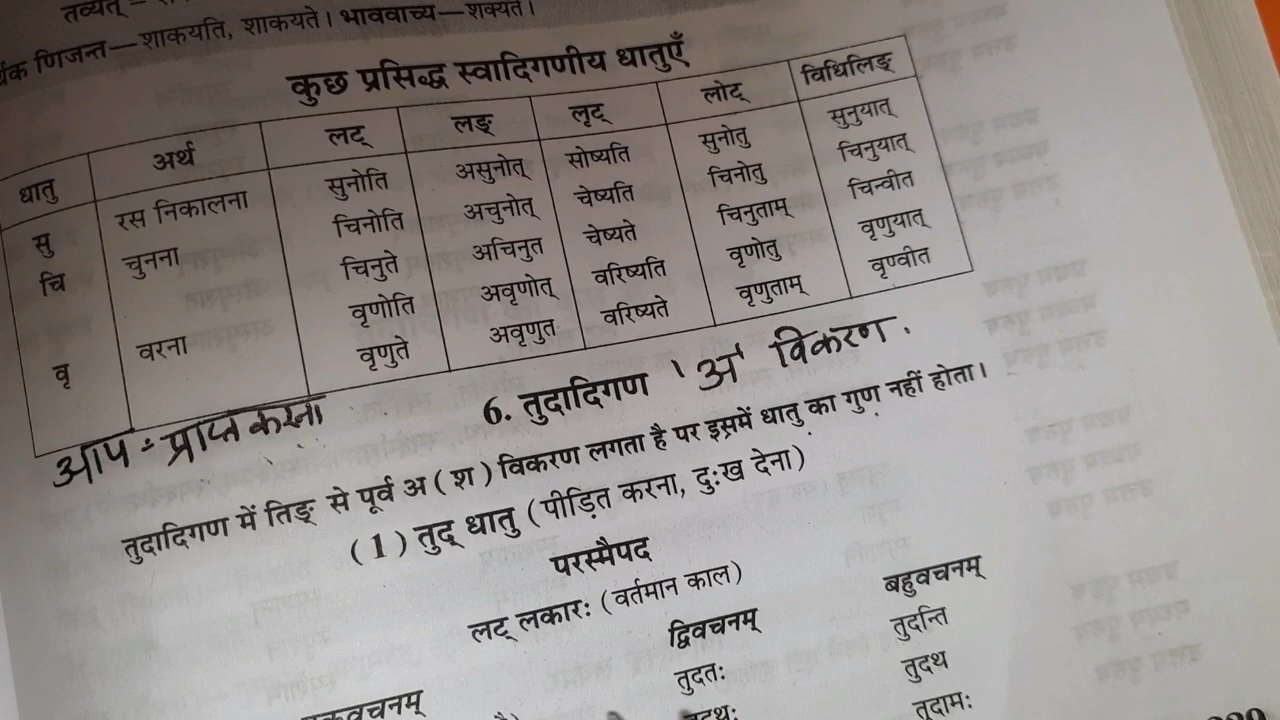 तव्यत् –
णिजन्त—शाकयति, शाकयते। भाववाच्य—शक्यते।
कुछ प्रसिद्ध स्वादिगणीय धातुएँ
धातु अर्थ लट् लङ् लृट् लोट् विधिलिङ्
सु रस निकालना सुनोति असुनोत् सोष्यति सुनोतु सुनुयात्
चि चुनना चिनोति अचुनोत् चेष्यति चिनोतु चिनुयात्
चिनुते अचिनुत चेष्यते चिनुताम् चिन्वीत
वृ वरना वृणोति अवृणोत् वरिष्यति वृणोतु वृणुयात्
वृणुते अवृणुत वरिष्यते वृणुताम् वृण्वीत
आप = प्राप्त करना
6. तुदादिगण 'अ' विकरण .
तुदादिगण में तिङ् से पूर्व अ ( श ) विकरण लगता है पर इसमें धातु का गुण नहीं होता।
( 1 ) तुद् धातु ( पीड़ित करना, दुःख देना )
परस्मैपद
लट् लकारः ( वर्तमान काल )
द्विवचनम् बहुवचनम्
तुदतः तुदन्ति
तुदथ
तुदामः